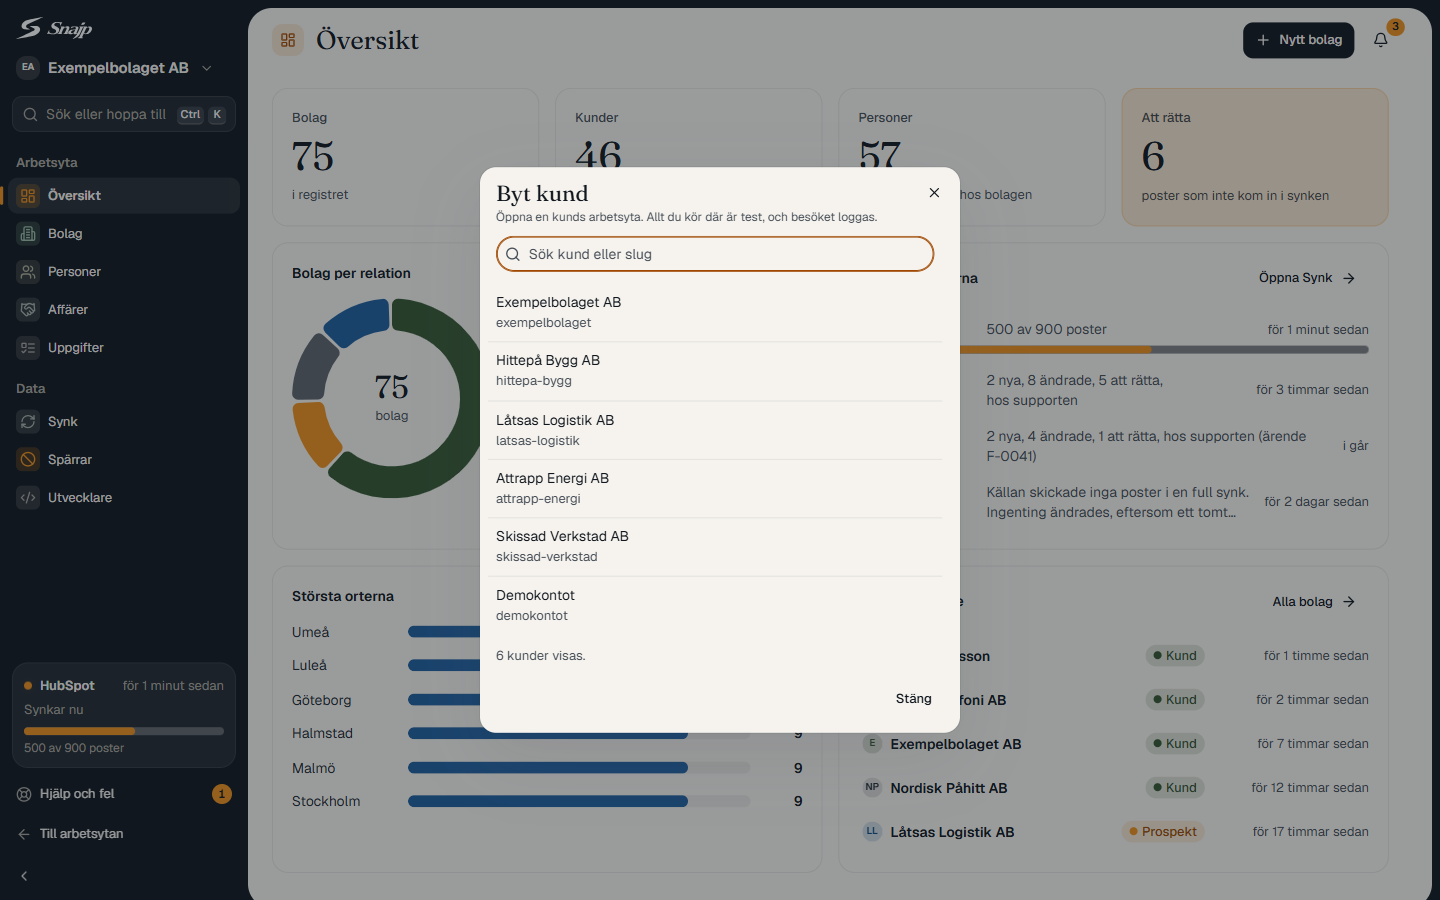 Snajp
EA Exempelbolaget AB
Sök eller hoppa till Ctrl K
Arbetsyta
Översikt
Bolag
Personer
Affärer
Uppgifter
Data
Synk
Spärrar
Utvecklare
HubSpot för 1 minut sedan
Synkar nu
500 av 900 poster
Hjälp och fel 1
Till arbetsytan
Översikt
Nytt bolag
3
Bolag
75
i registret
Kunder
46
Personer
57
hos bolagen
Att rätta
6
poster som inte kom in i synken
Bolag per relation
75
bolag
Öppna Synk
500 av 900 poster för 1 minut sedan
2 nya, 8 ändrade, 5 att rätta,
hos supporten
för 3 timmar sedan
2 nya, 4 ändrade, 1 att rätta, hos supporten (ärende
F-0041)
i går
Källan skickade inga poster i en full synk.
Ingenting ändrades, eftersom ett tomt...
för 2 dagar sedan
Byt kund
Öppna en kunds arbetsyta. Allt du kör där är test, och besöket loggas.
Sök kund eller slug
Exempelbolaget AB
exempelbolaget
Hittepå Bygg AB
hittepa-bygg
Låtsas Logistik AB
latsas-logistik
Attrapp Energi AB
attrapp-energi
Skissad Verkstad AB
skissad-verkstad
Demokontot
demokontot
6 kunder visas.
Stäng
Största orterna
Umeå
Luleå
Göteborg
Halmstad 9
Malmö 9
Stockholm 9
Alla bolag
Kund för 1 timme sedan
AB Kund för 2 timmar sedan
E Exempelbolaget AB Kund för 7 timmar sedan
NP Nordisk Påhitt AB Kund för 12 timmar sedan
LL Låtsas Logistik AB Prospekt för 17 timmar sedan